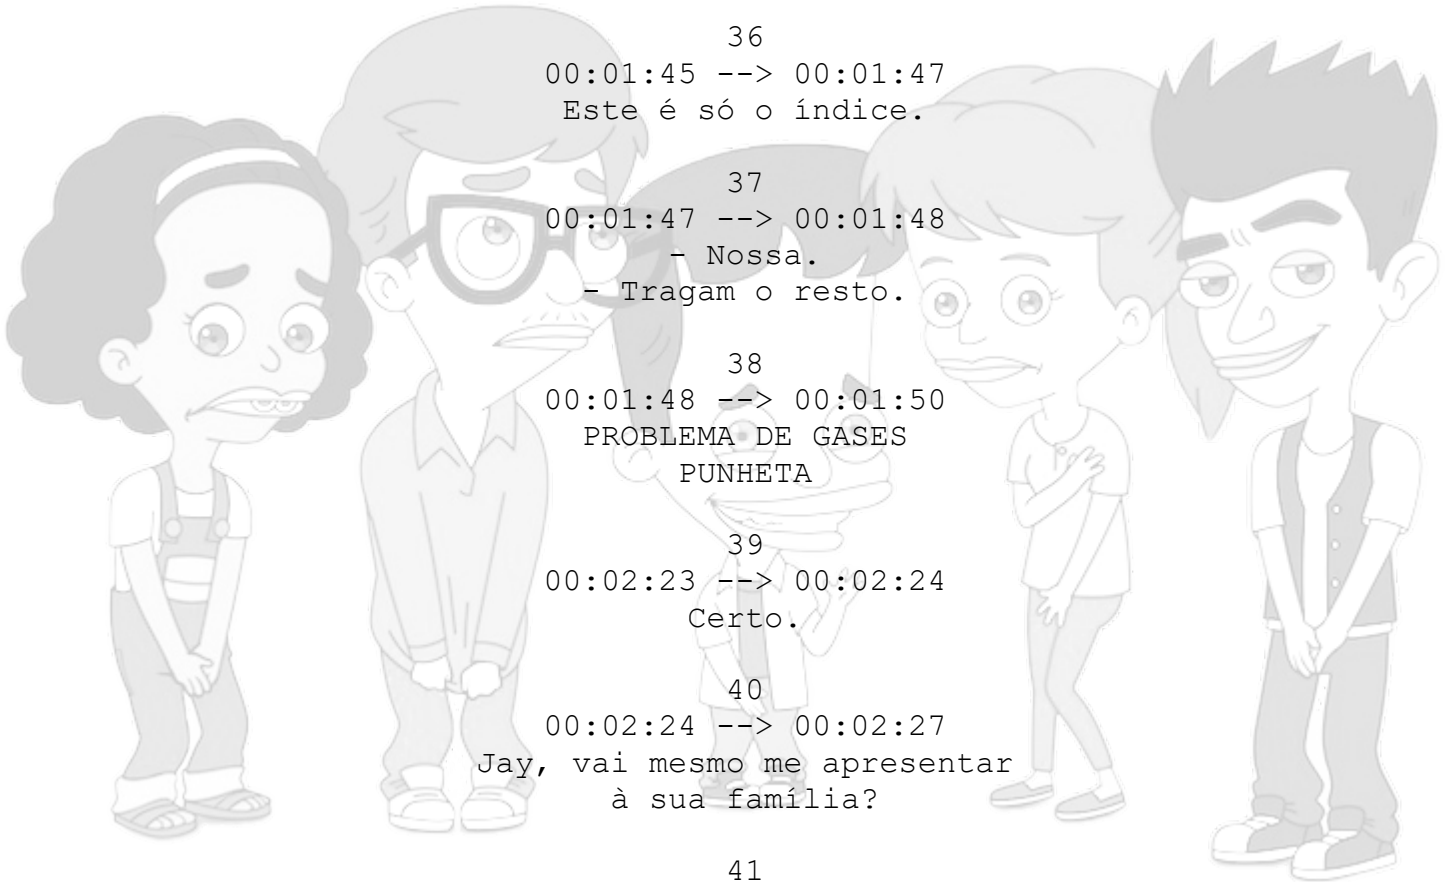 36
00:01:45 --> 00:01:47
Este é só o índice.
37
00:01:47 --> 00:01:48
- Nossa.
- Tragam o resto.
38
00:01:48 --> 00:01:50
PROBLEMA DE GASES
PUNHETA
39
00:02:23 --> 00:02:24
Certo.
40
00:02:24 --> 00:02:27
Jay, vai mesmo me apresentar
à sua família?
41